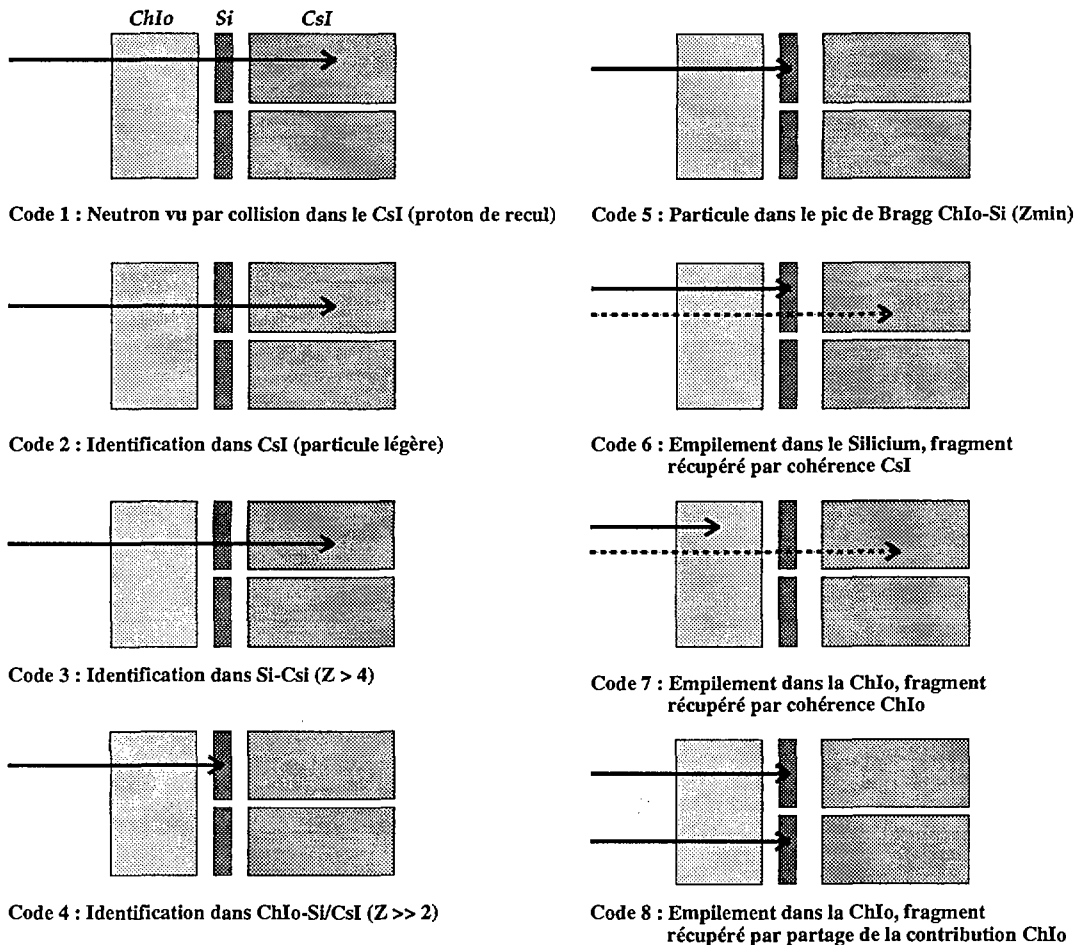 ChIo Si CsI
Code 1 : Neutron vu par collision dans le CsI (proton de recul)
Code 2 : Identification dans CsI (particule légère)
Code 3 : Identification dans Si-Csi (Z > 4)
Code 4 : Identification dans ChIo-Si/CsI (Z >> 2)
Code 5 : Particule dans le pic de Bragg ChIo-Si (Zmin)
Code 6 : Empilement dans le Silicium, fragment
récupéré par cohérence CsI
Code 7 : Empilement dans la ChIo, fragment
récupéré par cohérence ChIo
Code 8 : Empilement dans la ChIo, fragment
récupéré par partage de la contribution ChIo